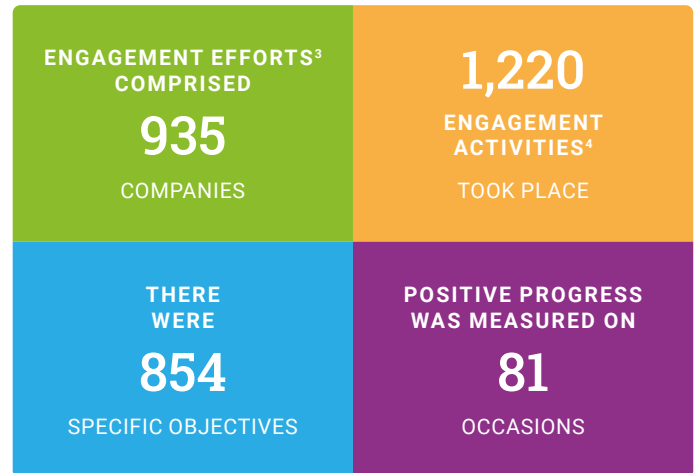 ENGAGEMENT EFFORTS³
COMPRISED
935
COMPANIES
1,220
ENGAGEMENT
ACTIVITIES⁴
TOOK PLACE
THERE
WERE
854
SPECIFIC OBJECTIVES
POSITIVE PROGRESS
WAS MEASURED ON
81
OCCASIONS